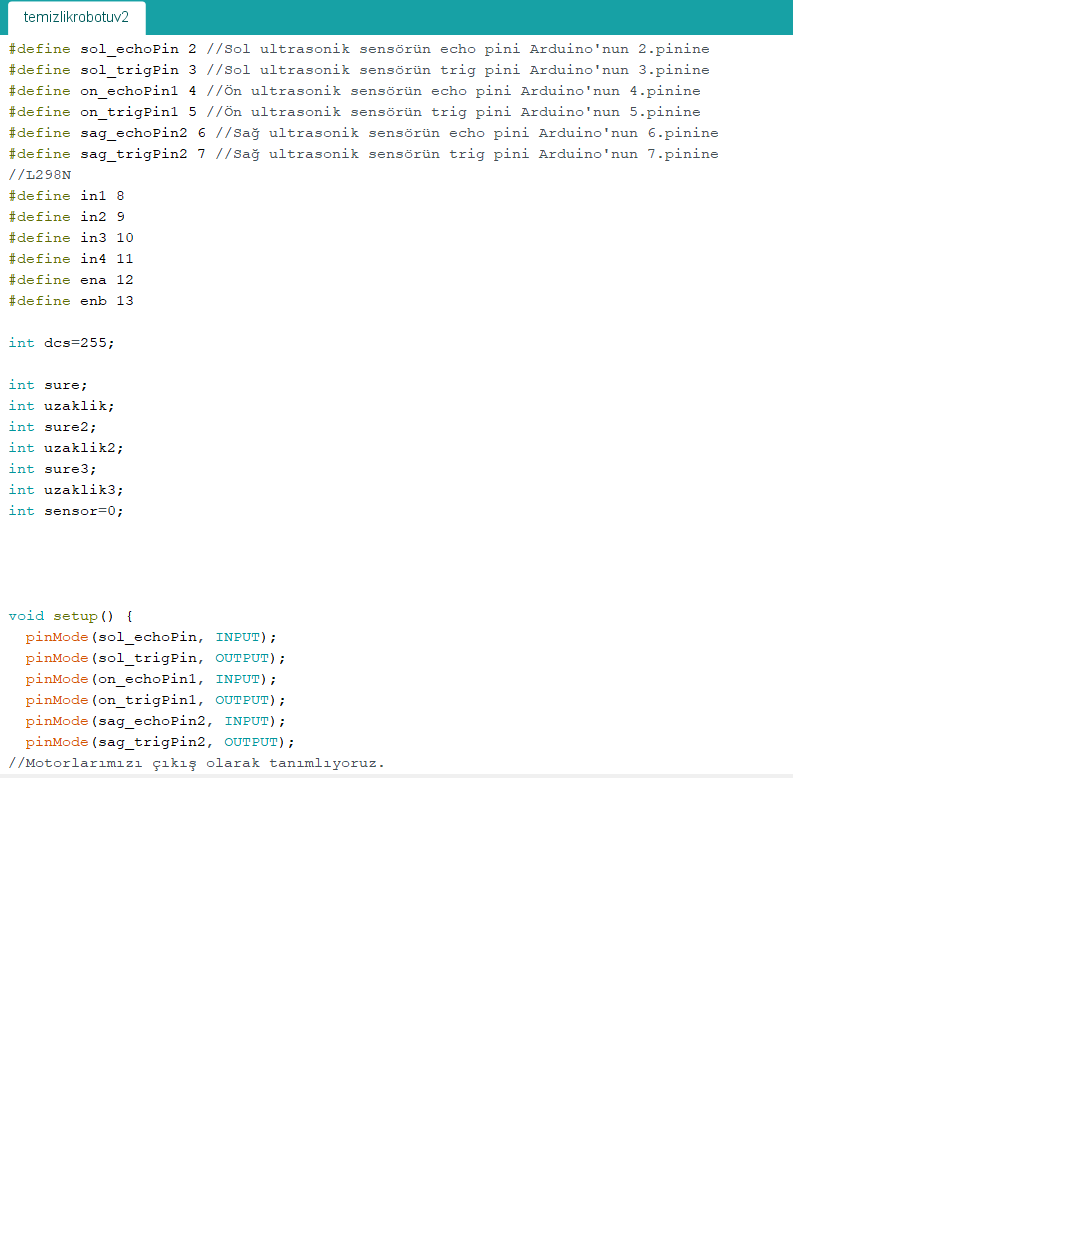 temizlikrobotuv2
#define sol_echoPin 2 //Sol ultrasonik sensörün echo pini Arduino'nun 2.pinine
#define sol_trigPin 3 //Sol ultrasonik sensörün trig pini Arduino'nun 3.pinine
#define on_echoPin1 4 //Ön ultrasonik sensörün echo pini Arduino'nun 4.pinine
#define on_trigPin1 5 //Ön ultrasonik sensörün trig pini Arduino'nun 5.pinine
#define sag_echoPin2 6 //Sağ ultrasonik sensörün echo pini Arduino'nun 6.pinine
#define sag_trigPin2 7 //Sağ ultrasonik sensörün trig pini Arduino'nun 7.pinine
//L298N
#define in1 8
#define in2 9
#define in3 10
#define in4 11
#define ena 12
#define enb 13
int dcs=255;
int sure;
int uzaklik;
int sure2;
int uzaklik2;
int sure3;
int uzaklik3;
int sensor=0;
void setup() {
pinMode(sol_echoPin, INPUT);
pinMode(sol_trigPin, OUTPUT);
pinMode(on_echoPin1, INPUT);
pinMode(on_trigPin1, OUTPUT);
pinMode(sag_echoPin2, INPUT);
pinMode(sag_trigPin2, OUTPUT);
//Motorlarımızı çıkış olarak tanımlıyoruz.